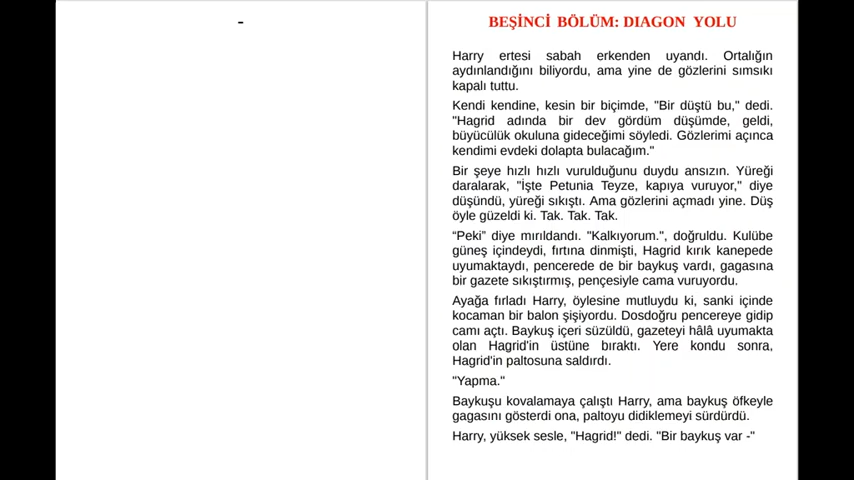 -
BEŞİNCİ BÖLÜM: DIAGON YOLU
Harry ertesi sabah erkenden uyandı. Ortalığın
aydınlandığını biliyordu, ama yine de gözlerini sımsıkı
kapalı tuttu.
Kendi kendine, kesin bir biçimde, "Bir düştü bu," dedi.
"Hagrid adında bir dev gördüm düşümde, geldi,
büyücülük okuluna gideceğimi söyledi. Gözlerimi açınca
kendimi evdeki dolapta bulacağım."
Bir şeye hızlı hızlı vurulduğunu duydu ansızın. Yüreği
daralarak, "İşte Petunia Teyze, kapıya vuruyor," diye
düşündü, yüreği sıkıştı. Ama gözlerini açmadı yine. Düş
öyle güzeldi ki. Tak. Tak. Tak.
“Peki” diye mırıldandı. "Kalkıyorum.", doğruldu. Kulübe
güneş içindeydi, fırtına dinmişti, Hagrid kırık kanepede
uyumaktaydı, pencerede de bir baykuş vardı, gagasına
bir gazete sıkıştırmış, pençesiyle cama vuruyordu.
Ayağa fırladı Harry, öylesine mutluydu ki, sanki içinde
kocaman bir balon şişiyordu. Dosdoğru pencereye gidip
camı açtı. Baykuş içeri süzüldü, gazeteyi hâlâ uyumakta
olan Hagrid'in üstüne bıraktı. Yere kondu sonra,
Hagrid'in paltosuna saldırdı.
"Yapma."
Baykuşu kovalamaya çalıştı Harry, ama baykuş öfkeyle
gagasını gösterdi ona, paltoyu didiklemeyi sürdürdü.
Harry, yüksek sesle, "Hagrid!" dedi. "Bir baykuş var -"